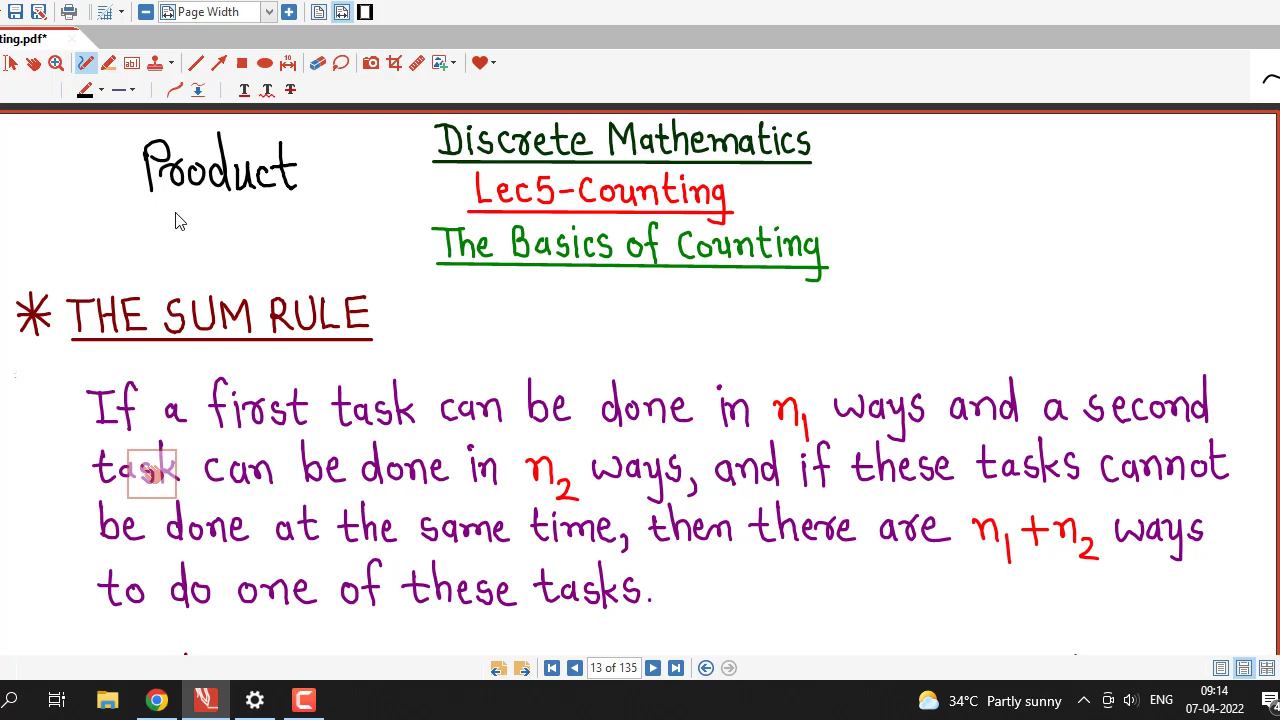 Page Width
ting.pdf*
Product
Discrete Mathematics
Lec5-Counting
The Basics of Counting
* THE SUM RULE
If a first task can be done in n₁ ways and a second
task can be done in n₂ ways, and if these tasks cannot
be done at the same time, then there are n₁+n₂ ways
to do one of these tasks.
13 of 135
34°C Partly sunny
ENG
09:14
07-04-2022